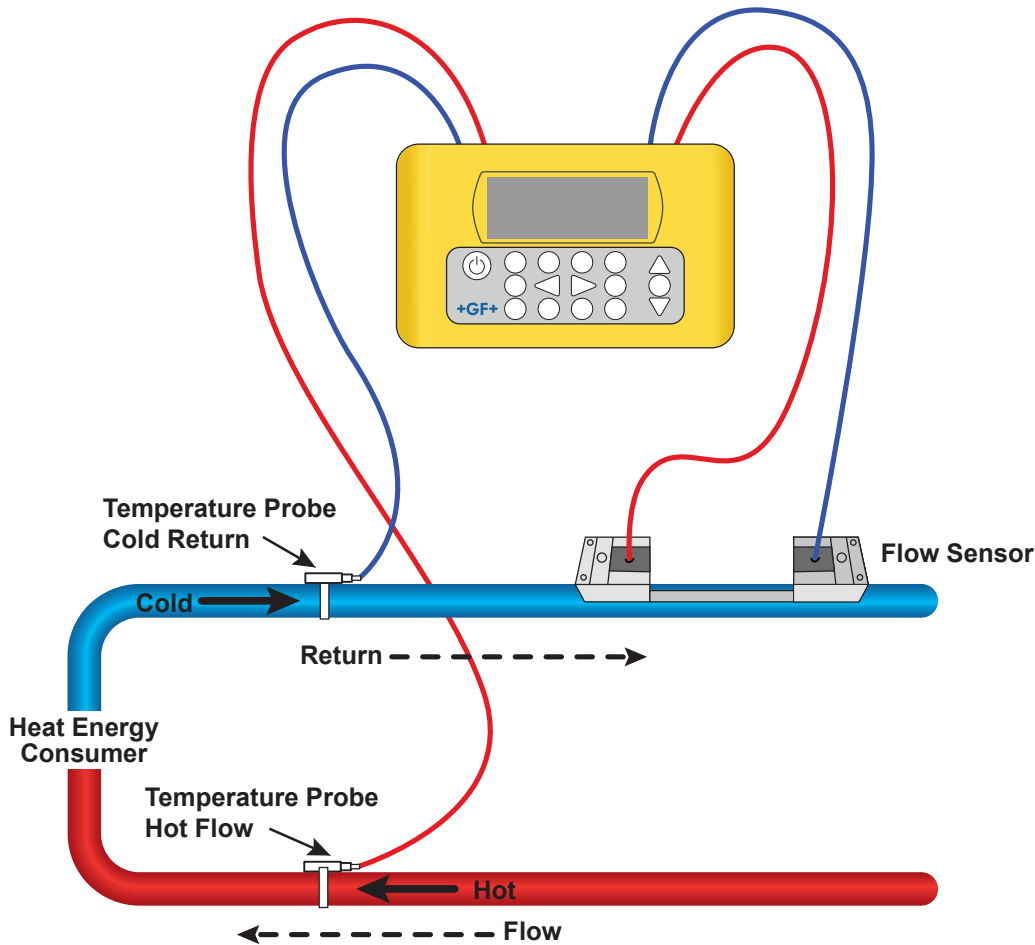 +GF+
Temperature Probe
Cold Return
Flow Sensor
Cold
Return
Heat Energy
Consumer
Temperature Probe
Hot Flow
Hot
Flow